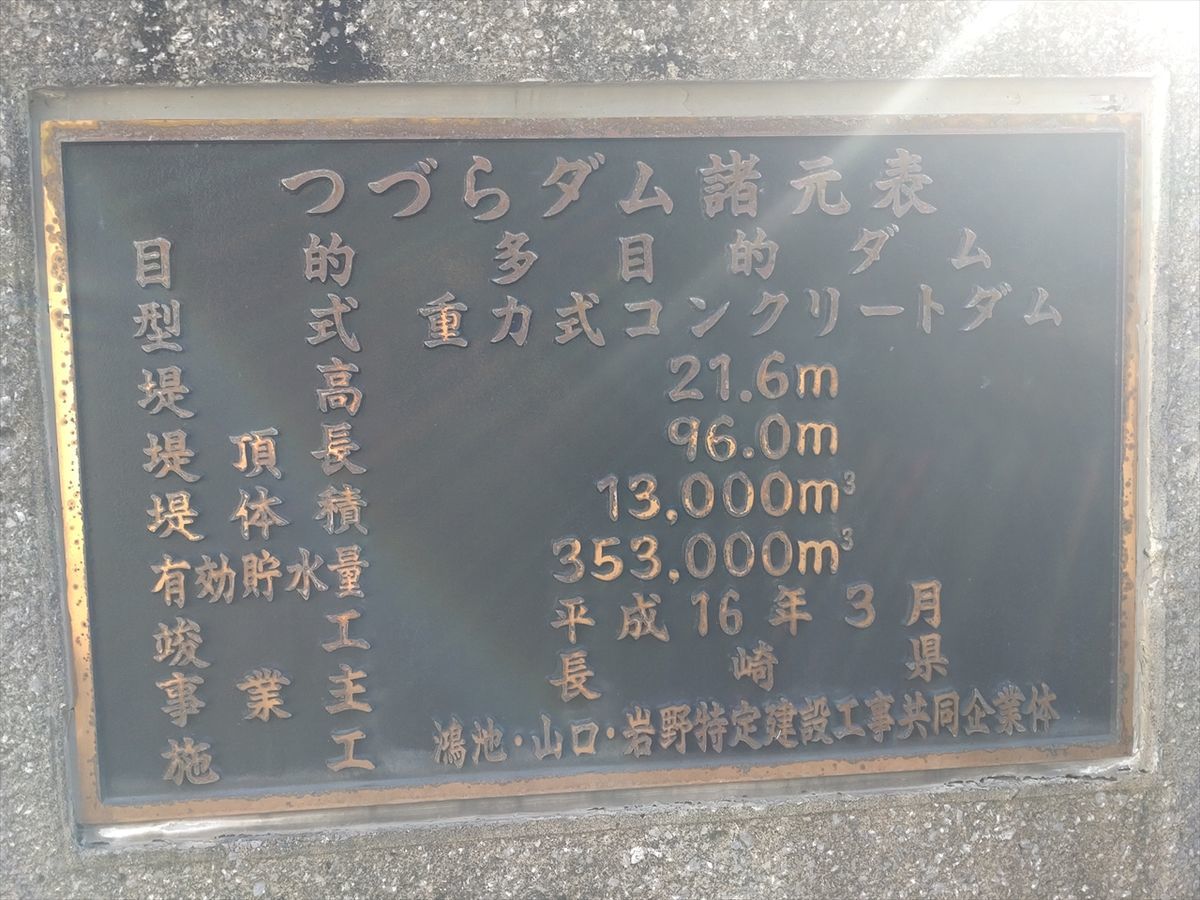 つづらダム諸元表
目的 多目的ダム
型式 重力式コンクリートダム
堤高 21.6m
堤頂長 96.0m
堤体積 13,000m³
有効貯水量 353,000m³
竣工 平成16年3月
事業主 長崎県
施工 鴻池・山口・岩野特定建設工事共同企業体